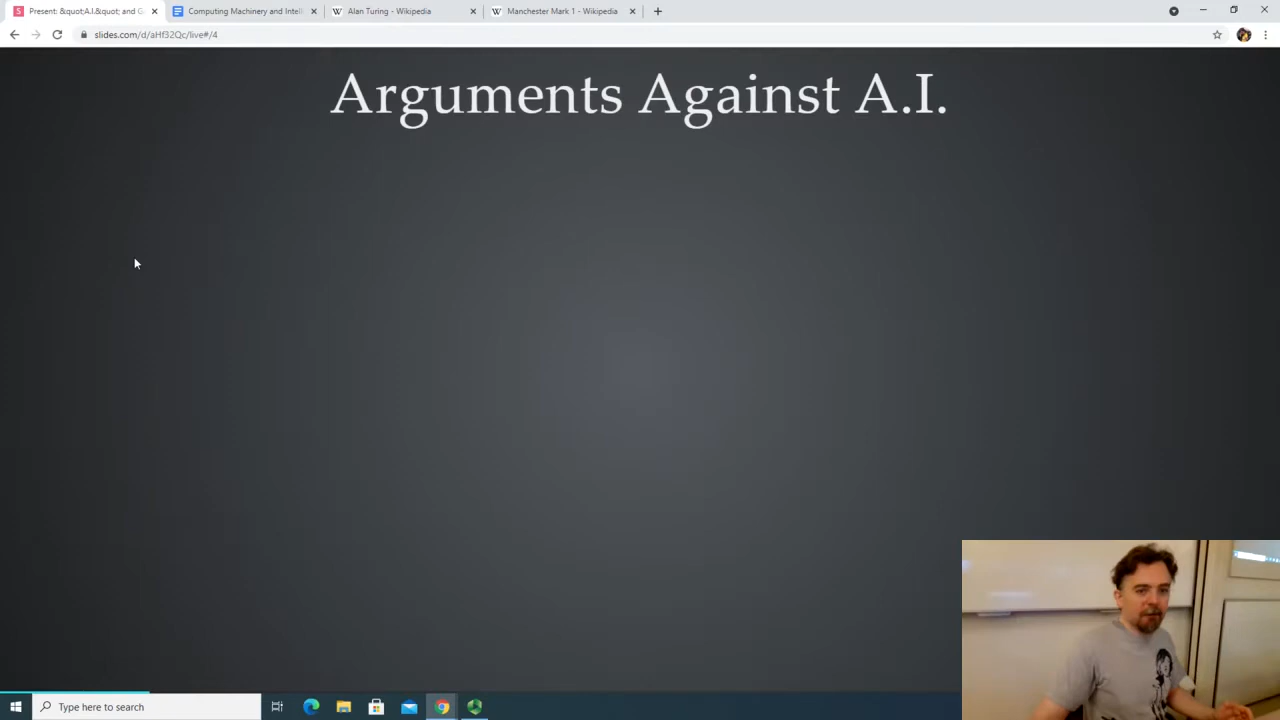 Present: &quot;A.I.&quot; and G
Computing Machinery and Intelli
Alan Turing - Wikipedia
Manchester Mark 1 - Wikipedia
slides.com/d/aHf32Qc/live#/4
Arguments Against A.I.
Type here to search